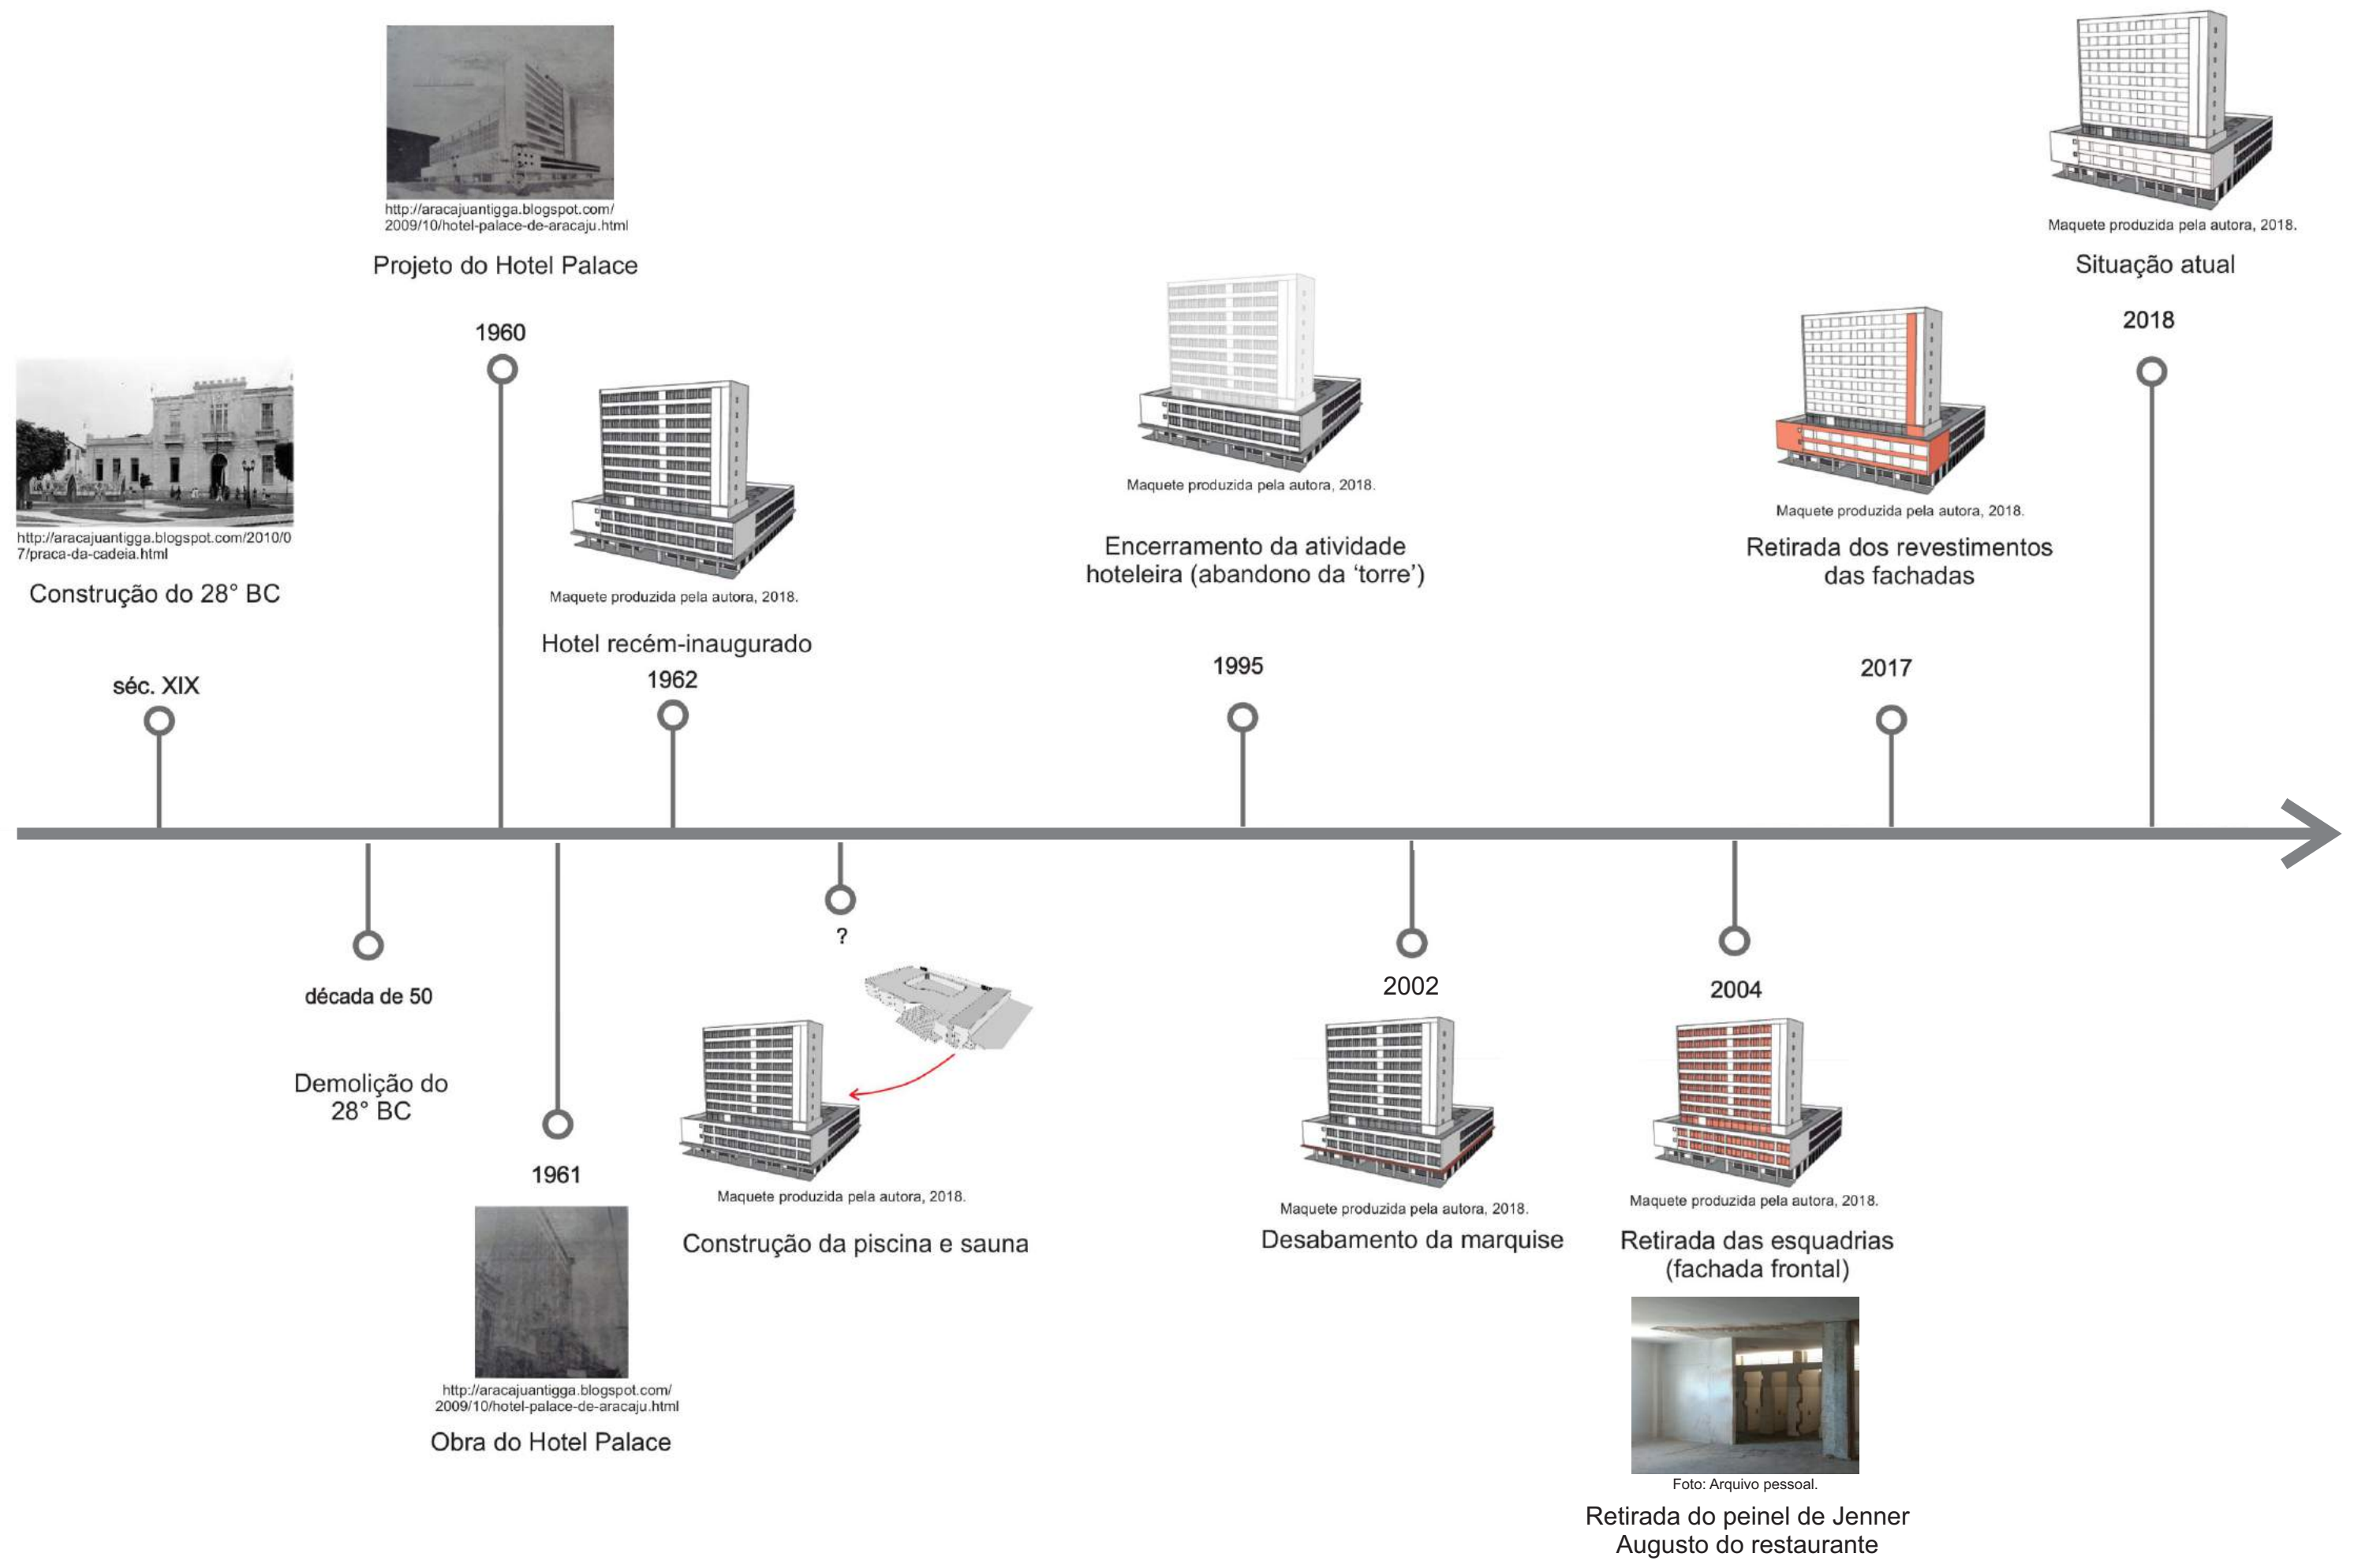 http://aracajuantigga.blogspot.com/
2009/10/hotel-palace-de-aracaju.html
Projeto do Hotel Palace
1960
http://aracajuantigga.blogspot.com/2010/0
7/praca-da-cadeia.html
Construção do 28° BC
séc. XIX
Maquete produzida pela autora, 2018.
Hotel recém-inaugurado
1962
Maquete produzida pela autora, 2018.
Encerramento da atividade
hoteleira (abandono da ‘torre’)
1995
Maquete produzida pela autora, 2018.
Retirada dos revestimentos
das fachadas
2017
Maquete produzida pela autora, 2018.
Situação atual
2018
década de 50
Demolição do
28° BC
1961
http://aracajuantigga.blogspot.com/
2009/10/hotel-palace-de-aracaju.html
Obra do Hotel Palace
?
Maquete produzida pela autora, 2018.
Construção da piscina e sauna
2002
Maquete produzida pela autora, 2018.
Desabamento da marquise
2004
Maquete produzida pela autora, 2018.
Retirada das esquadrias
(fachada frontal)
Foto: Arquivo pessoal.
Retirada do peinel de Jenner
Augusto do restaurante